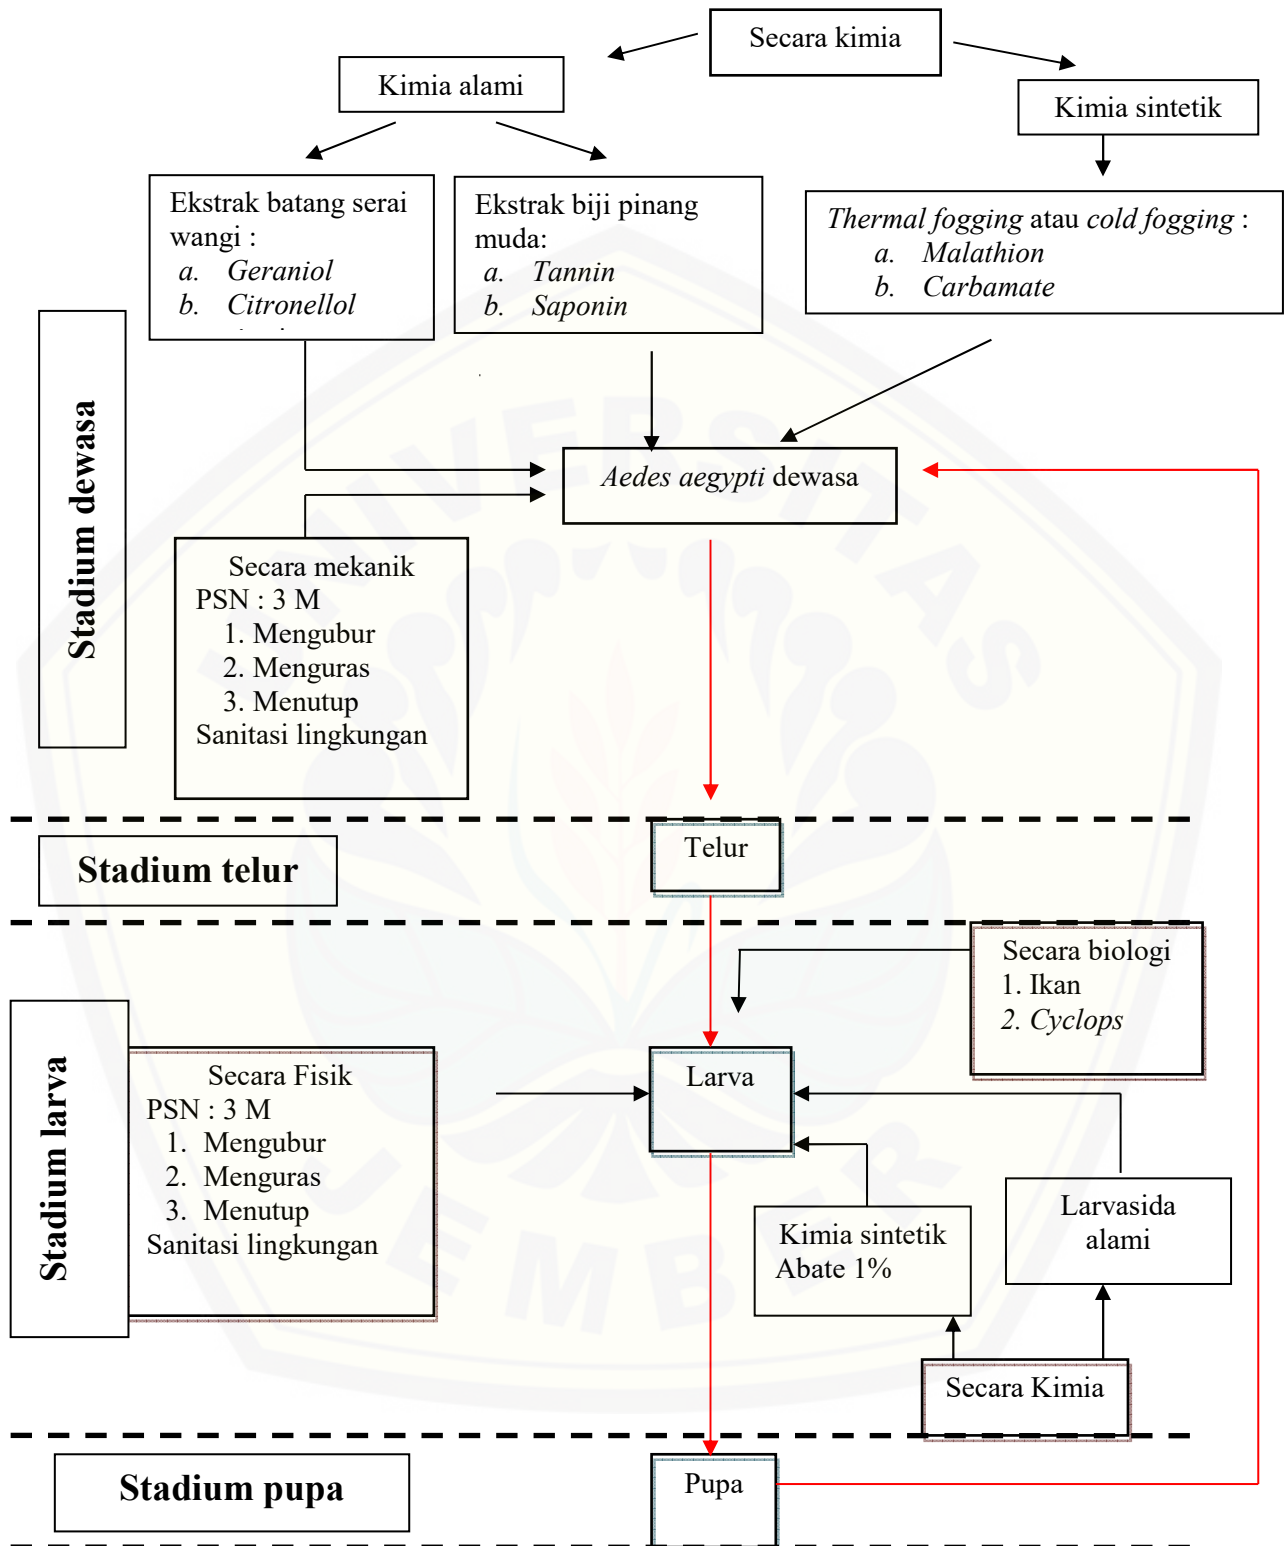 Secara kimia
Kimia alami
Kimia sintetik
Ekstrak batang serai
wangi :
a. Geraniol
b. Citronellol
Ekstrak biji pinang
muda:
a. Tannin
b. Saponin
Thermal fogging atau cold fogging :
a. Malathion
b. Carbamate
Stadium dewasa
Aedes aegypti dewasa
Secara mekanik
PSN : 3 M
1. Mengubur
2. Menguras
3. Menutup
Sanitasi lingkungan
Telur
Stadium telur
Secara biologi
1. Ikan
2. Cyclops
Stadium larva
Secara Fisik
PSN : 3 M
1. Mengubur
2. Menguras
3. Menutup
Sanitasi lingkungan
Larva
Kimia sintetik
Abate 1%
Larvasida
alami
Secara Kimia
Stadium pupa
Pupa
UNIVERSITAS
JEMBER